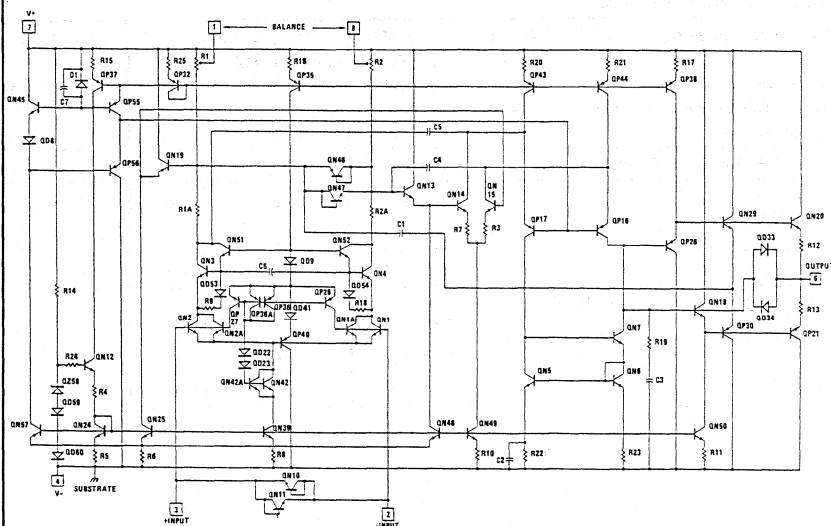 V+
7
1
BALANCE
8
R15
QP37
R25
QP32
R1
R16
QP35
R2
R20
QP43
R21
QP44
R17
QP38
D1
C7
QN45
QP55
QD8
QP56
QN19
C5
QN46
C4
QN47
QN13
QN14
QN
15
R7
R3
C1
R1A
R2A
QP17
QP16
QP26
QN29
QN20
R12
QD33
OUTPUT
6
QD34
R13
QN51
QN52
QD9
QN3
QN4
QD53
QD54
R9
R18
QP
27
QP36A
QD41
QP28
QN2
QN2A
QP40
QN1A
QN1
R14
QD22
QD23
QN42A
QN42
QN7
QN18
QP30
QP21
R19
C3
QN5
QN6
R24
QN12
R4
QD59
QN57
QN24
QN25
QN39
QN48
QN49
QN50
QD60
R5
R6
R8
R10
C2
R22
R23
R11
4
V-
SUBSTRATE
QN10
QN11
3
+INPUT
2
-INPUT